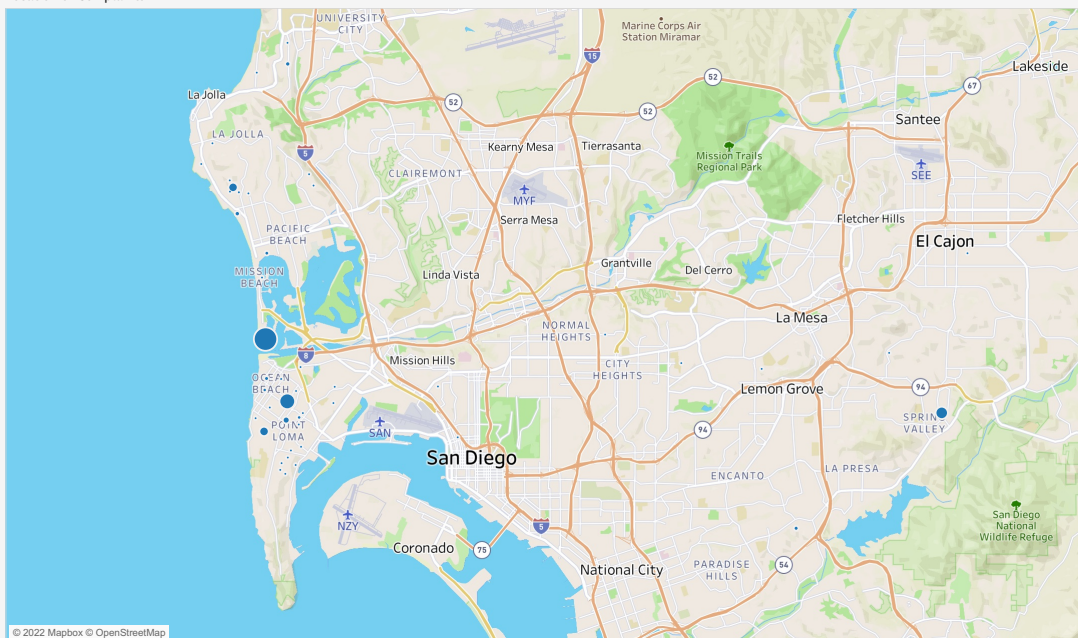 UNIVERSITY
CITY
Marine Corps Air
Station Miramar
15
52
52
52
67
Lakeside
La Jolla
Santee
LA JOLLA
5
Kearny Mesa
Tierrasanta
Mission Trails
Regional Park
SEE
CLAIREMONT
MYF
Serra Mesa
Fletcher Hills
PACIFIC
BEACH
El Cajon
MISSION
BEACH
Linda Vista
Grantville
Del Cerro
La Mesa
NORMAL
HEIGHTS
8
Mission Hills
CITY
HEIGHTS
OCEAN
BEACH
Lemon Grove
94
POINT
LOMA
SAN
94
SPRING
VALLEY
San Diego
ENCANTO
LA PRESA
NZY
San Diego
National
Wildlife Refuge
5
Coronado
75
National City
PARADISE
HILLS
54
© 2022 Mapbox © OpenStreetMap